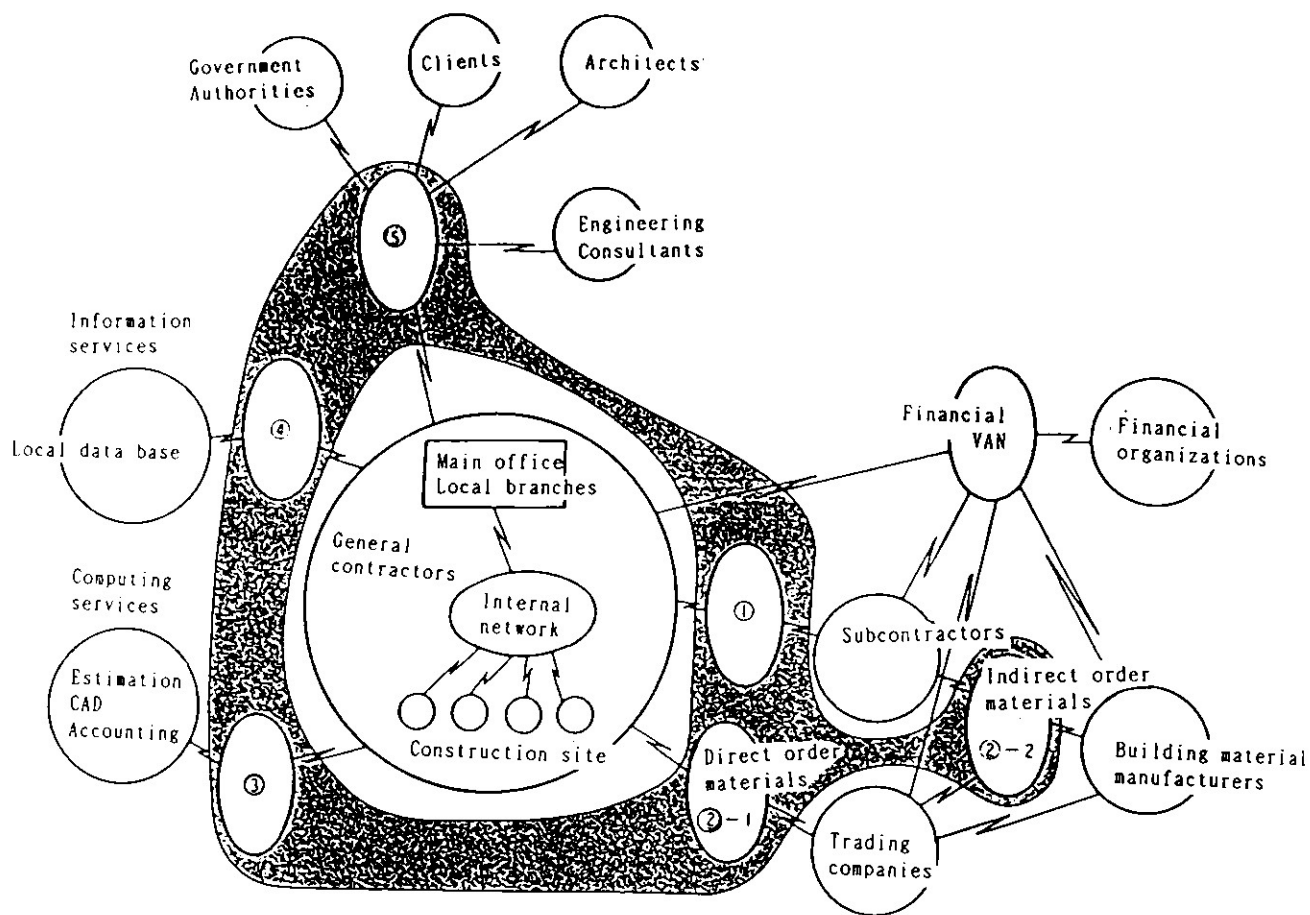 Government
Authorities
Clients
Architects
⑤
Engineering
Consultants
Information
services
Local data base
④
Main office
Local branches
Financial
VAN
Financial
organizations
General
contractors
Computing
services
Internal
network
①
Subcontractors
Estimation
CAD
Accounting
③
Construction site
Direct order
materials
②-1
Indirect order
materials
②-2
Building material
manufacturers
Trading
companies